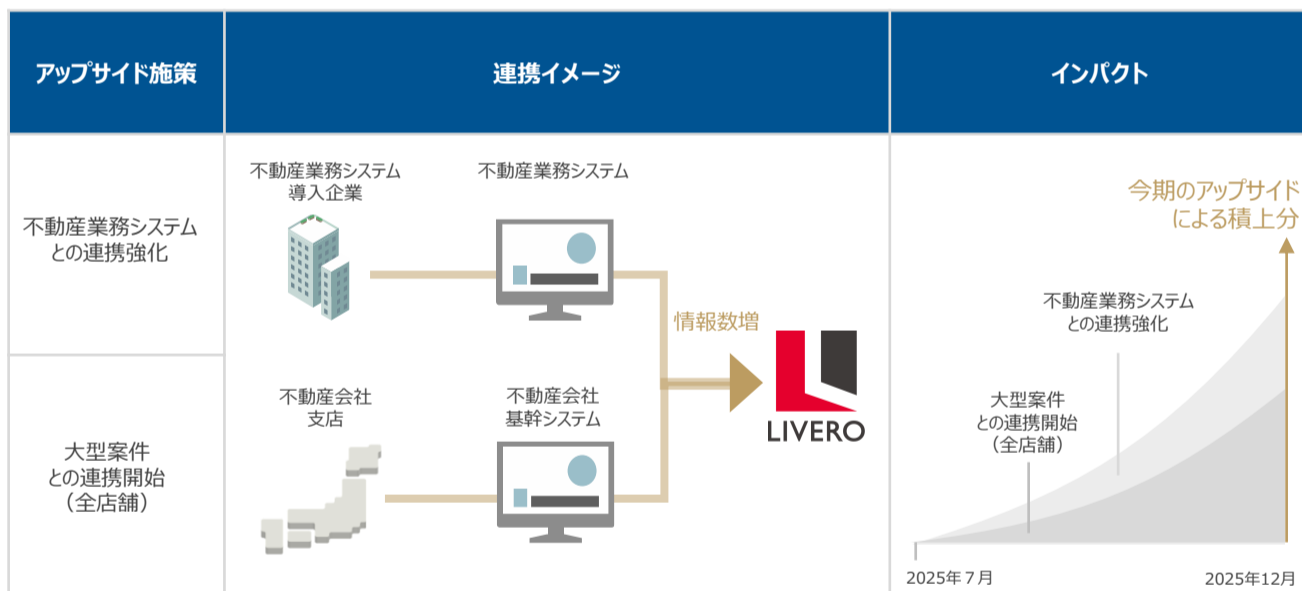 アップサイド施策
連携イメージ
インパクト
不動産業務システム
との連携強化
不動産業務システム
導入企業
不動産業務システム
情報数増
LIVERO
今期のアップサイド
による積上分
不動産業務システム
との連携強化
大型案件
との連携開始
（全店舗）
2025年７月
2025年12月
大型案件
との連携開始
（全店舗）
不動産会社
支店
不動産会社
基幹システム